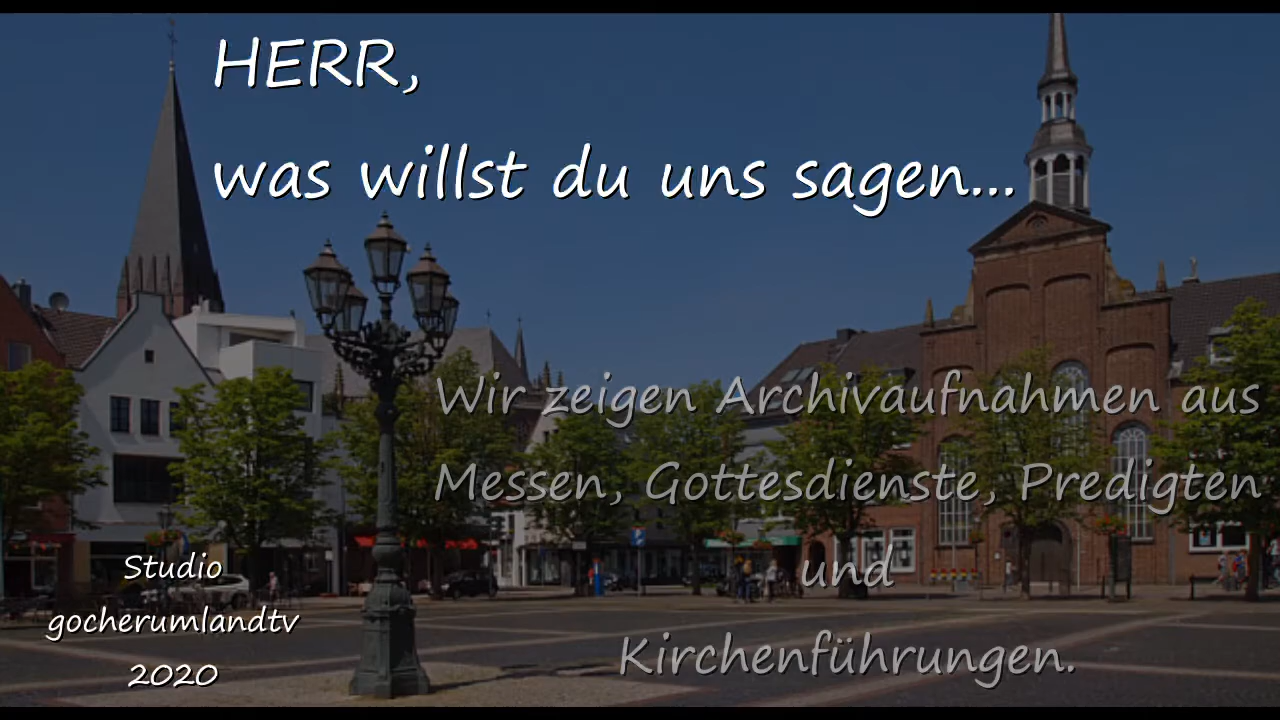 HERR,
was willst du uns sagen...
Wir zeigen Archivaufnahmen aus
Messen, Gottesdienste, Predigten
und
Kirchenführungen.
Studio
gocherumlandtv
2020